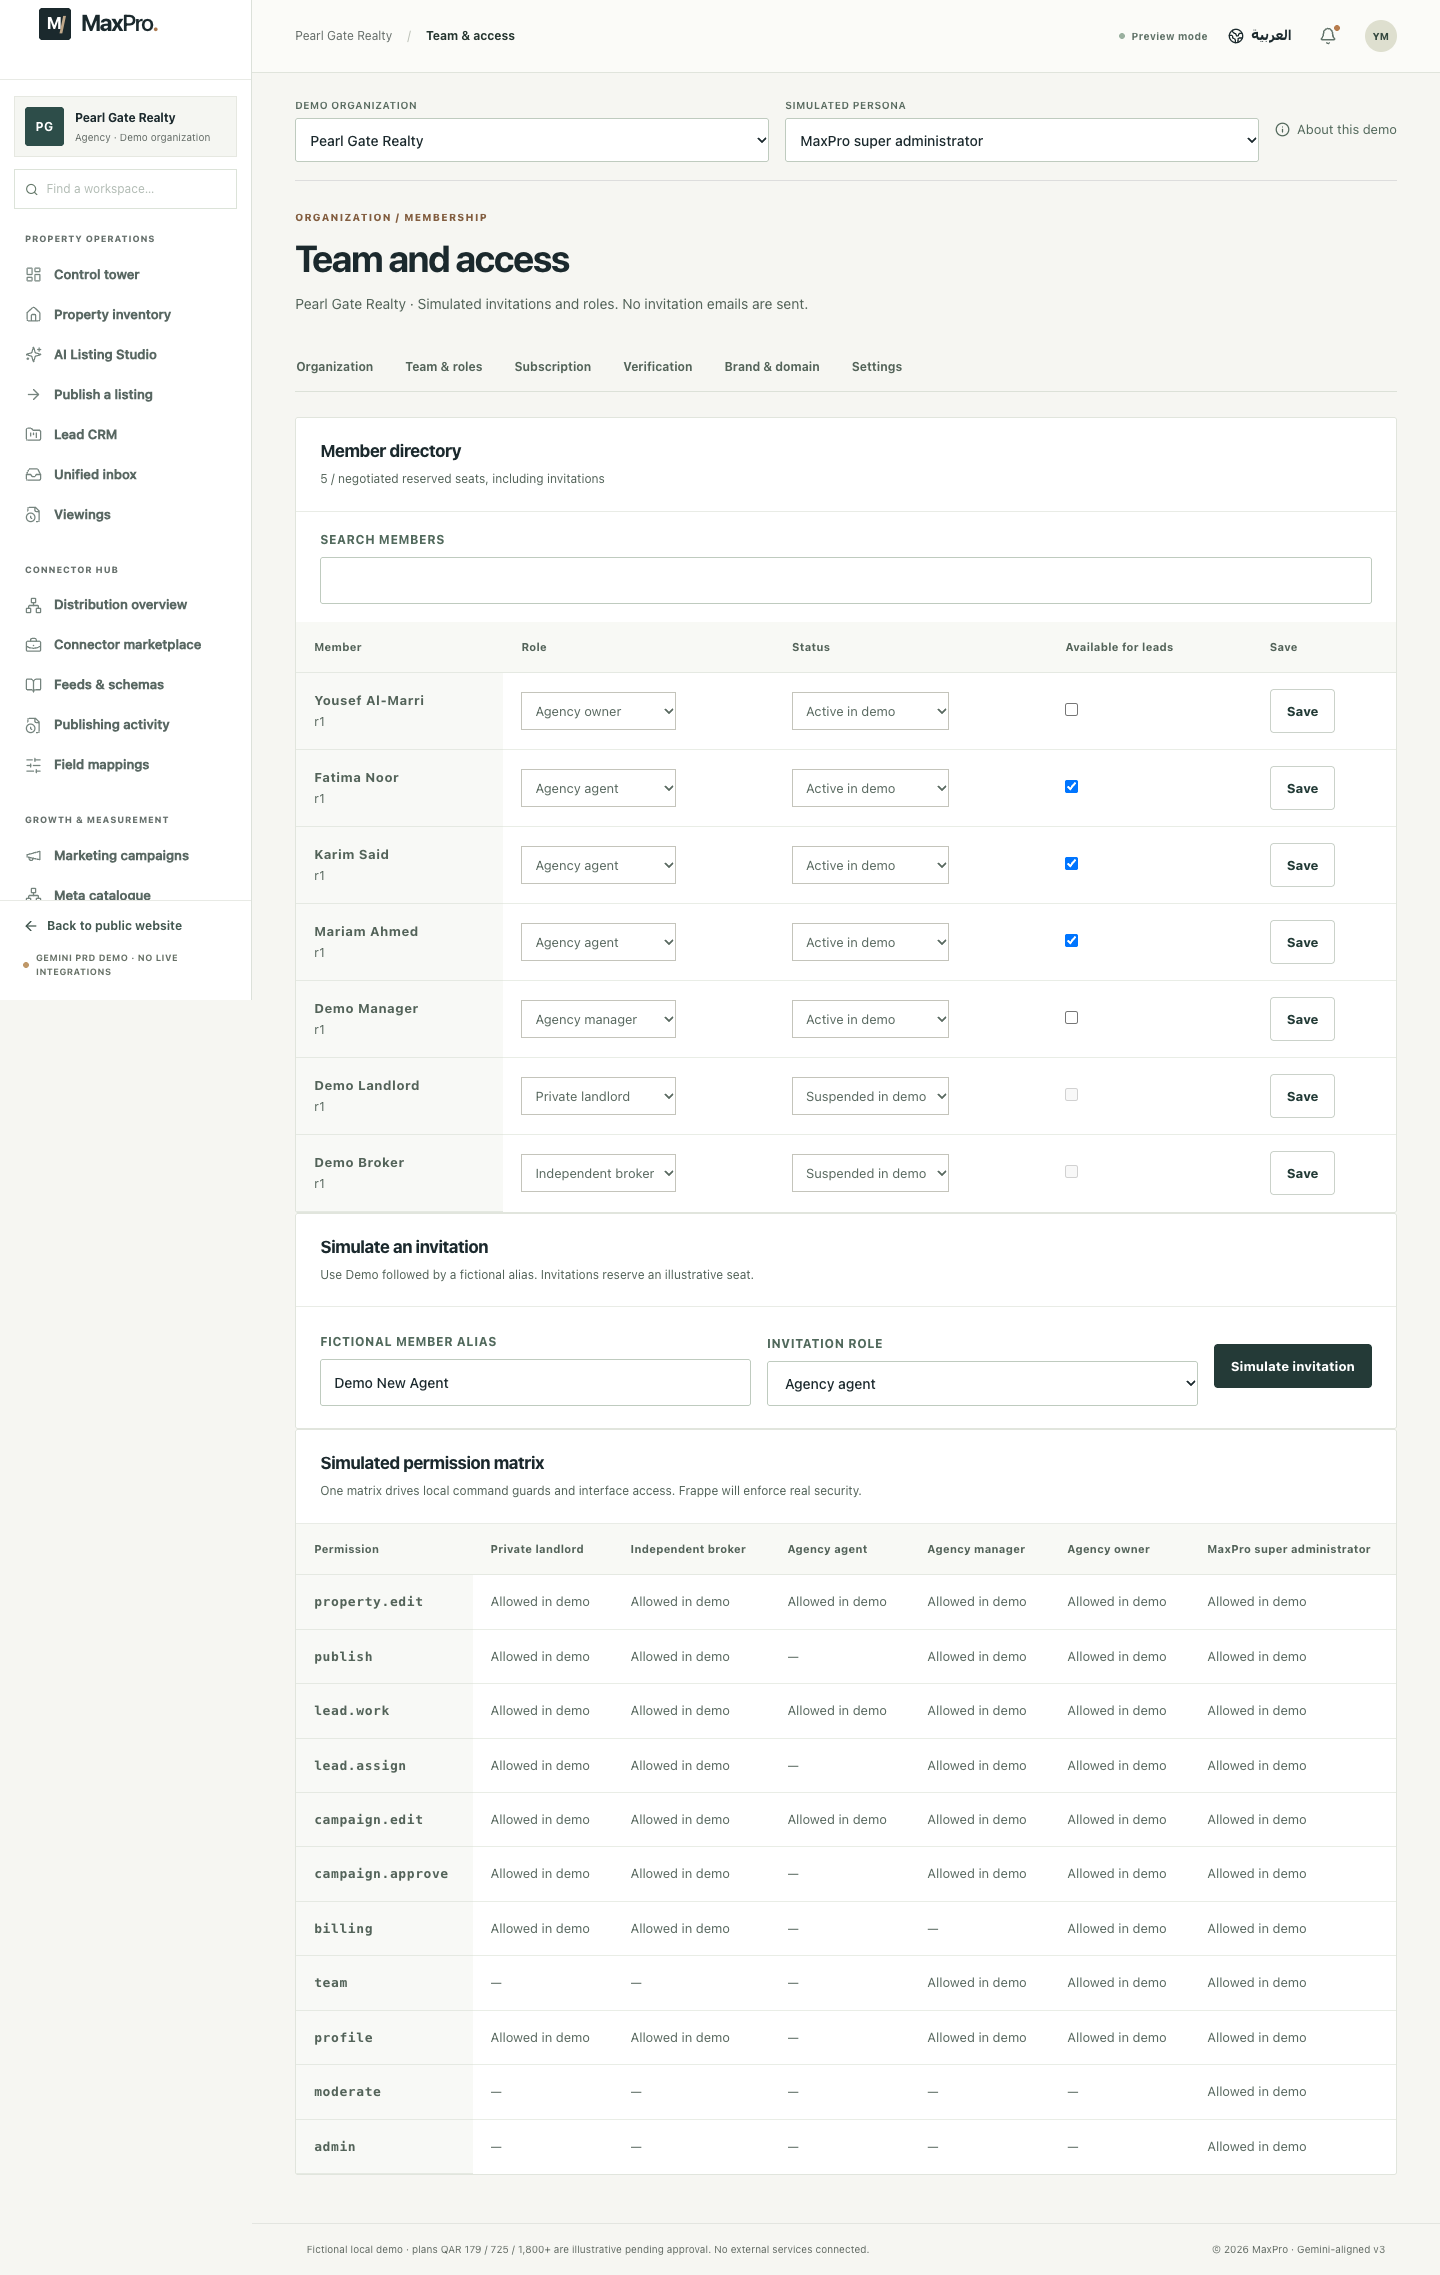 M/ MaxPro.
Pearl Gate Realty / Team & access
Preview mode
العربية
YM
PG
Pearl Gate Realty
Agency · Demo organization
Find a workspace...
PROPERTY OPERATIONS
Control tower
Property inventory
AI Listing Studio
Publish a listing
Lead CRM
Unified inbox
Viewings
CONNECTOR HUB
Distribution overview
Connector marketplace
Feeds & schemas
Publishing activity
Field mappings
GROWTH & MEASUREMENT
Marketing campaigns
Meta catalogue
Back to public website
GEMINI PRD DEMO · NO LIVE
INTEGRATIONS
DEMO ORGANIZATION
Pearl Gate Realty
SIMULATED PERSONA
MaxPro super administrator
About this demo
ORGANIZATION / MEMBERSHIP
Team and access
Pearl Gate Realty · Simulated invitations and roles. No invitation emails are sent.
Organization Team & roles Subscription Verification Brand & domain Settings
Member directory
5 / negotiated reserved seats, including invitations
SEARCH MEMBERS
Member Role Status Available for leads Save
Yousef Al-Marri
r1
Agency owner Active in demo Save
Fatima Noor
r1
Agency agent Active in demo Save
Karim Said
r1
Agency agent Active in demo Save
Mariam Ahmed
r1
Agency agent Active in demo Save
Demo Manager
r1
Agency manager Active in demo Save
Demo Landlord
r1
Private landlord Suspended in demo Save
Demo Broker
r1
Independent broker Suspended in demo Save
Simulate an invitation
Use Demo followed by a fictional alias. Invitations reserve an illustrative seat.
FICTIONAL MEMBER ALIAS
Demo New Agent
INVITATION ROLE
Agency agent
Simulate invitation
Simulated permission matrix
One matrix drives local command guards and interface access. Frappe will enforce real security.
Permission Private landlord Independent broker Agency agent Agency manager Agency owner MaxPro super administrator
property.edit Allowed in demo Allowed in demo Allowed in demo Allowed in demo Allowed in demo Allowed in demo
publish Allowed in demo Allowed in demo — Allowed in demo Allowed in demo Allowed in demo
lead.work Allowed in demo Allowed in demo Allowed in demo Allowed in demo Allowed in demo Allowed in demo
lead.assign Allowed in demo Allowed in demo — Allowed in demo Allowed in demo Allowed in demo
campaign.edit Allowed in demo Allowed in demo Allowed in demo Allowed in demo Allowed in demo Allowed in demo
campaign.approve Allowed in demo Allowed in demo — Allowed in demo Allowed in demo Allowed in demo
billing Allowed in demo Allowed in demo — — Allowed in demo Allowed in demo
team — — — Allowed in demo Allowed in demo Allowed in demo
profile Allowed in demo Allowed in demo — Allowed in demo Allowed in demo Allowed in demo
moderate — — — — — Allowed in demo
admin — — — — — Allowed in demo
Fictional local demo · plans QAR 179 / 725 / 1,800+ are illustrative pending approval. No external services connected.
© 2026 MaxPro · Gemini-aligned v3